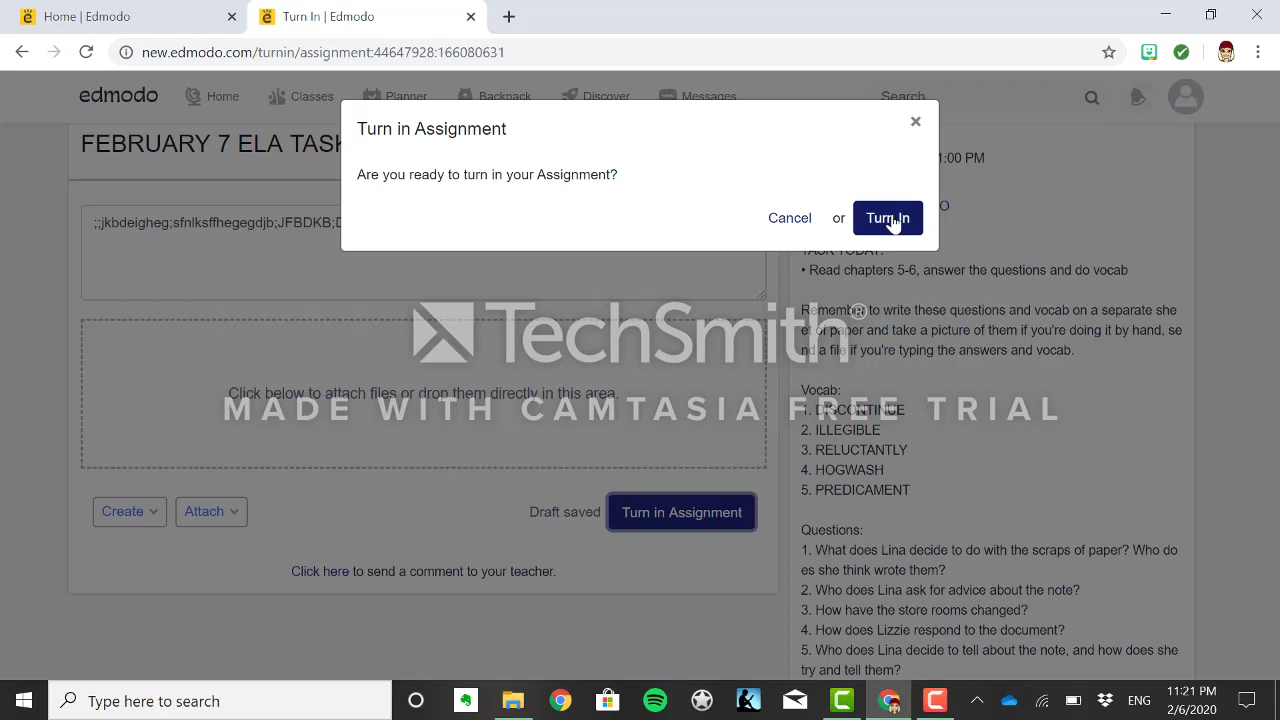 Home | Edmodo
Turn In | Edmodo
new.edmodo.com/turnin/assignment:44647928:166080631
edmodo
Home
Classes
Planner
Backpack
Discover
Messages
Search
FEBRUARY 7 ELA TASK
Turn in Assignment
Are you ready to turn in your Assignment?
Cancel
or
Turn In
1:00 PM
O
;;jkbdeigheg;sfnlksffhegegdjb;JFBDKB;D
TASK TODAY:
• Read chapters 5-6, answer the questions and do vocab
Remember to write these questions and vocab on a separate she
et of paper and take a picture of them if you're doing it by hand, se
nd a file if you're typing the answers and vocab.
TechSmith®
Click below to attach files or drop them directly in this area.
MADE WITH CAMTASIA FREE TRIAL
Vocab:
1. DISCONTINUE
2. ILLEGIBLE
3. RELUCTANTLY
4. HOGWASH
5. PREDICAMENT
Create
Attach
Draft saved
Turn in Assignment
Click here to send a comment to your teacher.
Questions:
1. What does Lina decide to do with the scraps of paper? Who do
es she think wrote them?
2. Who does Lina ask for advice about the note?
3. How have the store rooms changed?
4. How does Lizzie respond to the document?
5. Who does Lina decide to tell about the note, and how does she
try and tell them?
Type here to search
ENG
11:21 PM
2/6/2020